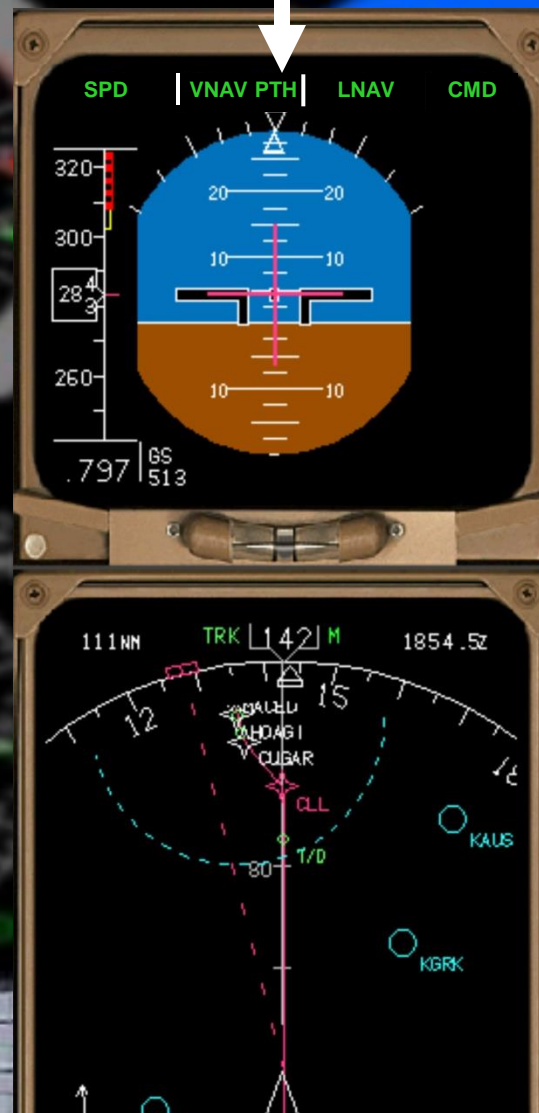 SPD VNAV PTH LNAV CMD
320
20 20
300
10 10
28 4
3
260
10 10
.797 GS
513
111NM TRK 142 M 1854.5Z
12 15
18
HOAGI
CUGAR
CLL
KAUS
T/D
80
KGRK